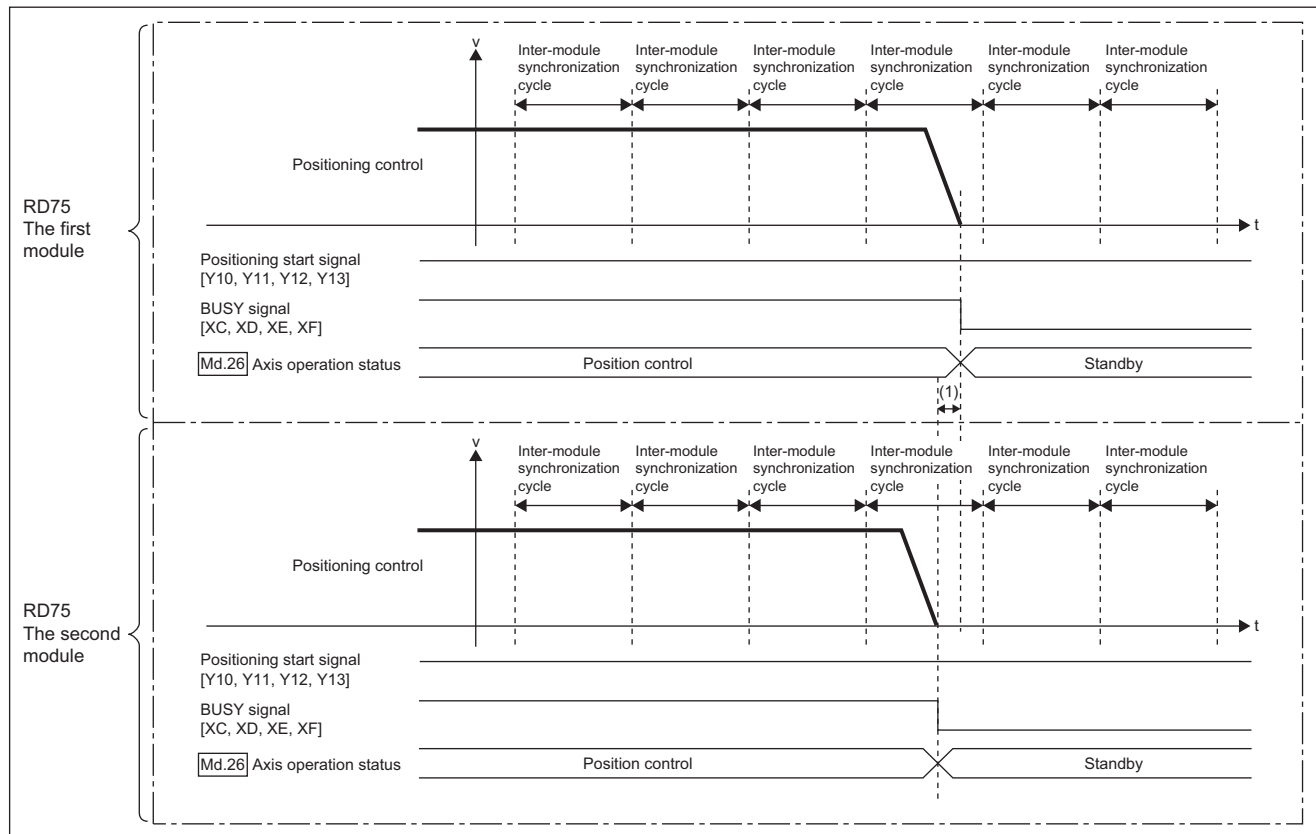 v
Inter-module
synchronization
cycle
Inter-module
synchronization
cycle
Inter-module
synchronization
cycle
Inter-module
synchronization
cycle
Inter-module
synchronization
cycle
Inter-module
synchronization
cycle
Positioning control
RD75
The first
module
t
Positioning start signal
[Y10, Y11, Y12, Y13]
BUSY signal
[XC, XD, XE, XF]
Md.26 Axis operation status
Position control
Standby
(1)
v
Inter-module
synchronization
cycle
Inter-module
synchronization
cycle
Inter-module
synchronization
cycle
Inter-module
synchronization
cycle
Inter-module
synchronization
cycle
Inter-module
synchronization
cycle
Positioning control
RD75
The second
module
t
Positioning start signal
[Y10, Y11, Y12, Y13]
BUSY signal
[XC, XD, XE, XF]
Md.26 Axis operation status
Position control
Standby